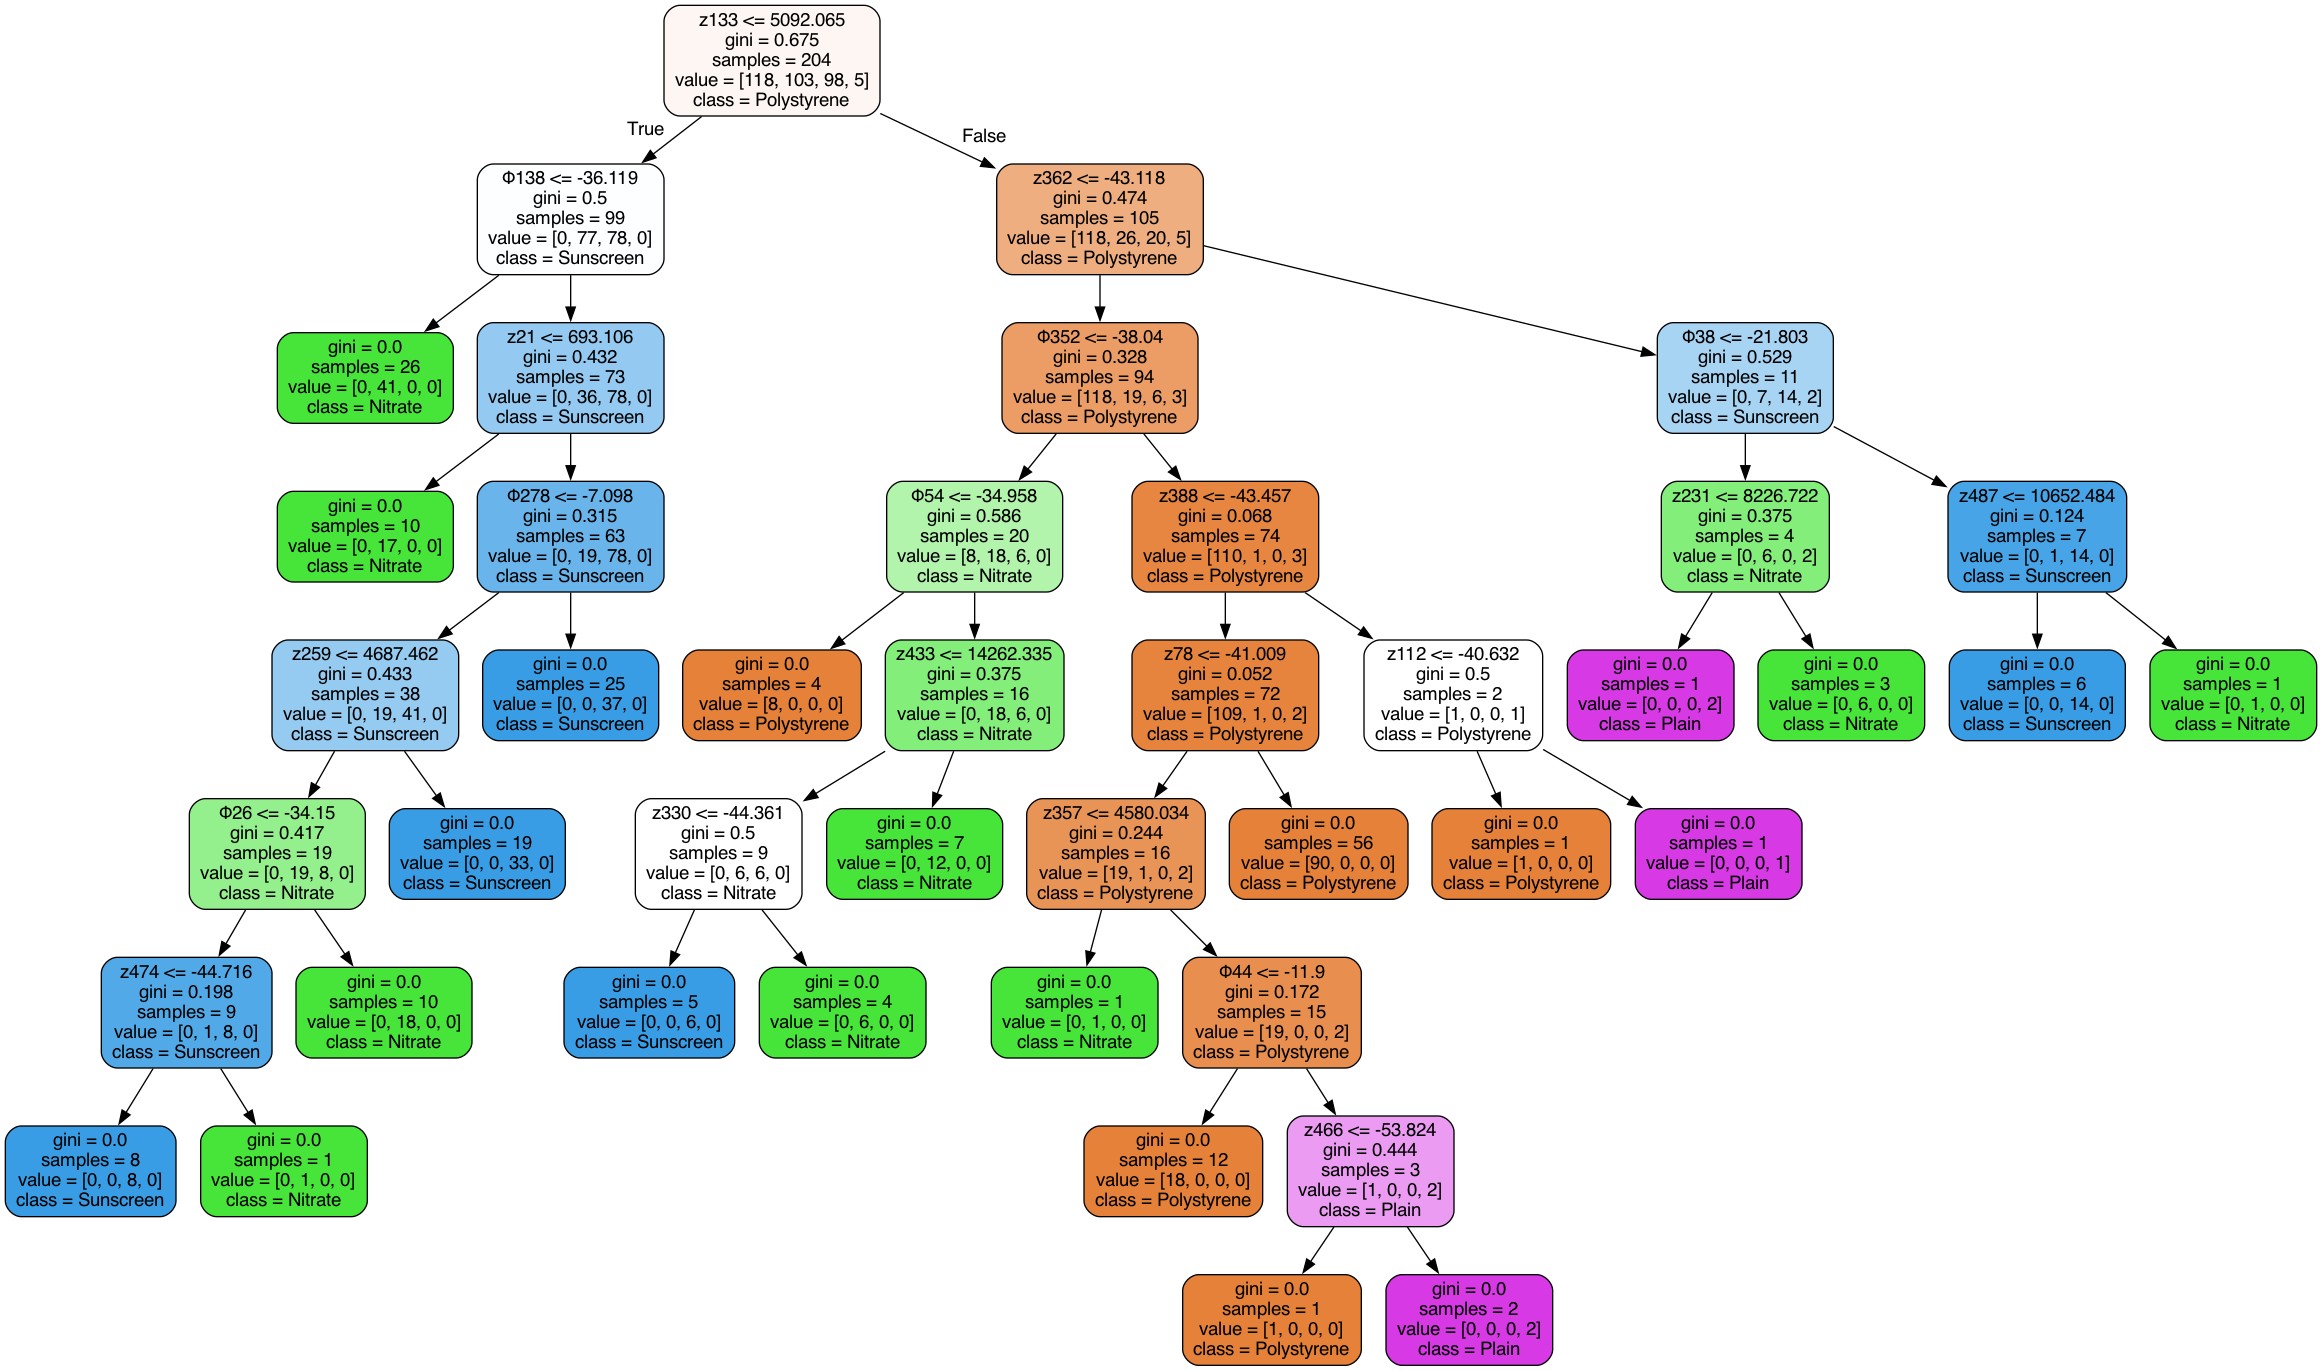 z133 <= 5092.065
gini = 0.675
samples = 204
value = [118, 103, 98, 5]
class = Polystyrene
True
False
Φ138 <= -36.119
gini = 0.5
samples = 99
value = [0, 77, 78, 0]
class = Sunscreen
z362 <= -43.118
gini = 0.474
samples = 105
value = [118, 26, 20, 5]
class = Polystyrene
gini = 0.0
samples = 26
value = [0, 41, 0, 0]
class = Nitrate
z21 <= 693.106
gini = 0.432
samples = 73
value = [0, 36, 78, 0]
class = Sunscreen
Φ352 <= -38.04
gini = 0.328
samples = 94
value = [118, 19, 6, 3]
class = Polystyrene
Φ38 <= -21.803
gini = 0.529
samples = 11
value = [0, 7, 14, 2]
class = Sunscreen
gini = 0.0
samples = 10
value = [0, 17, 0, 0]
class = Nitrate
Φ278 <= -7.098
gini = 0.315
samples = 63
value = [0, 19, 78, 0]
class = Sunscreen
Φ54 <= -34.958
gini = 0.586
samples = 20
value = [8, 18, 6, 0]
class = Nitrate
z388 <= -43.457
gini = 0.068
samples = 74
value = [110, 1, 0, 3]
class = Polystyrene
z231 <= 8226.722
gini = 0.375
samples = 4
value = [0, 6, 0, 2]
class = Nitrate
z487 <= 10652.484
gini = 0.124
samples = 7
value = [0, 1, 14, 0]
class = Sunscreen
z259 <= 4687.462
gini = 0.433
samples = 38
value = [0, 19, 41, 0]
class = Sunscreen
gini = 0.0
samples = 25
value = [0, 0, 37, 0]
class = Sunscreen
gini = 0.0
samples = 4
value = [8, 0, 0, 0]
class = Polystyrene
z433 <= 14262.335
gini = 0.375
samples = 16
value = [0, 18, 6, 0]
class = Nitrate
z78 <= -41.009
gini = 0.052
samples = 72
value = [109, 1, 0, 2]
class = Polystyrene
z112 <= -40.632
gini = 0.5
samples = 2
value = [1, 0, 0, 1]
class = Polystyrene
gini = 0.0
samples = 1
value = [0, 0, 0, 2]
class = Plain
gini = 0.0
samples = 3
value = [0, 6, 0, 0]
class = Nitrate
gini = 0.0
samples = 6
value = [0, 0, 14, 0]
class = Sunscreen
gini = 0.0
samples = 1
value = [0, 1, 0, 0]
class = Nitrate
Φ26 <= -34.15
gini = 0.417
samples = 19
value = [0, 19, 8, 0]
class = Nitrate
gini = 0.0
samples = 19
value = [0, 0, 33, 0]
class = Sunscreen
z330 <= -44.361
gini = 0.5
samples = 9
value = [0, 6, 6, 0]
class = Nitrate
gini = 0.0
samples = 7
value = [0, 12, 0, 0]
class = Nitrate
z357 <= 4580.034
gini = 0.244
samples = 16
value = [19, 1, 0, 2]
class = Polystyrene
gini = 0.0
samples = 56
value = [90, 0, 0, 0]
class = Polystyrene
gini = 0.0
samples = 1
value = [1, 0, 0, 0]
class = Polystyrene
gini = 0.0
samples = 1
value = [0, 0, 0, 1]
class = Plain
z474 <= -44.716
gini = 0.198
samples = 9
value = [0, 1, 8, 0]
class = Sunscreen
gini = 0.0
samples = 10
value = [0, 18, 0, 0]
class = Nitrate
gini = 0.0
samples = 5
value = [0, 0, 6, 0]
class = Sunscreen
gini = 0.0
samples = 4
value = [0, 6, 0, 0]
class = Nitrate
gini = 0.0
samples = 1
value = [0, 1, 0, 0]
class = Nitrate
Φ44 <= -11.9
gini = 0.172
samples = 15
value = [19, 0, 0, 2]
class = Polystyrene
gini = 0.0
samples = 8
value = [0, 0, 8, 0]
class = Sunscreen
gini = 0.0
samples = 1
value = [0, 1, 0, 0]
class = Nitrate
gini = 0.0
samples = 12
value = [18, 0, 0, 0]
class = Polystyrene
z466 <= -53.824
gini = 0.444
samples = 3
value = [1, 0, 0, 2]
class = Plain
gini = 0.0
samples = 1
value = [1, 0, 0, 0]
class = Polystyrene
gini = 0.0
samples = 2
value = [0, 0, 0, 2]
class = Plain